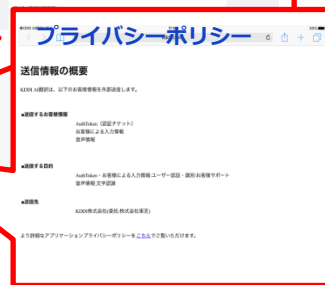 プライバシーポリシー
送信情報の概要
KDDI AI翻訳は、以下のお客様情報を外部送信します。
■送信するお客様情報
AuthToken（認証チケット）
お客様による入力情報
音声情報
■送信する目的
AuthToken・お客様による入力情報:ユーザー認証・識別/お客様サポート
音声情報:文字認識
■送信先
KDDI株式会社(委託:株式会社東芝)
より詳細なアプリケーションプライバシーポリシーをこちらでご覧いただけます。